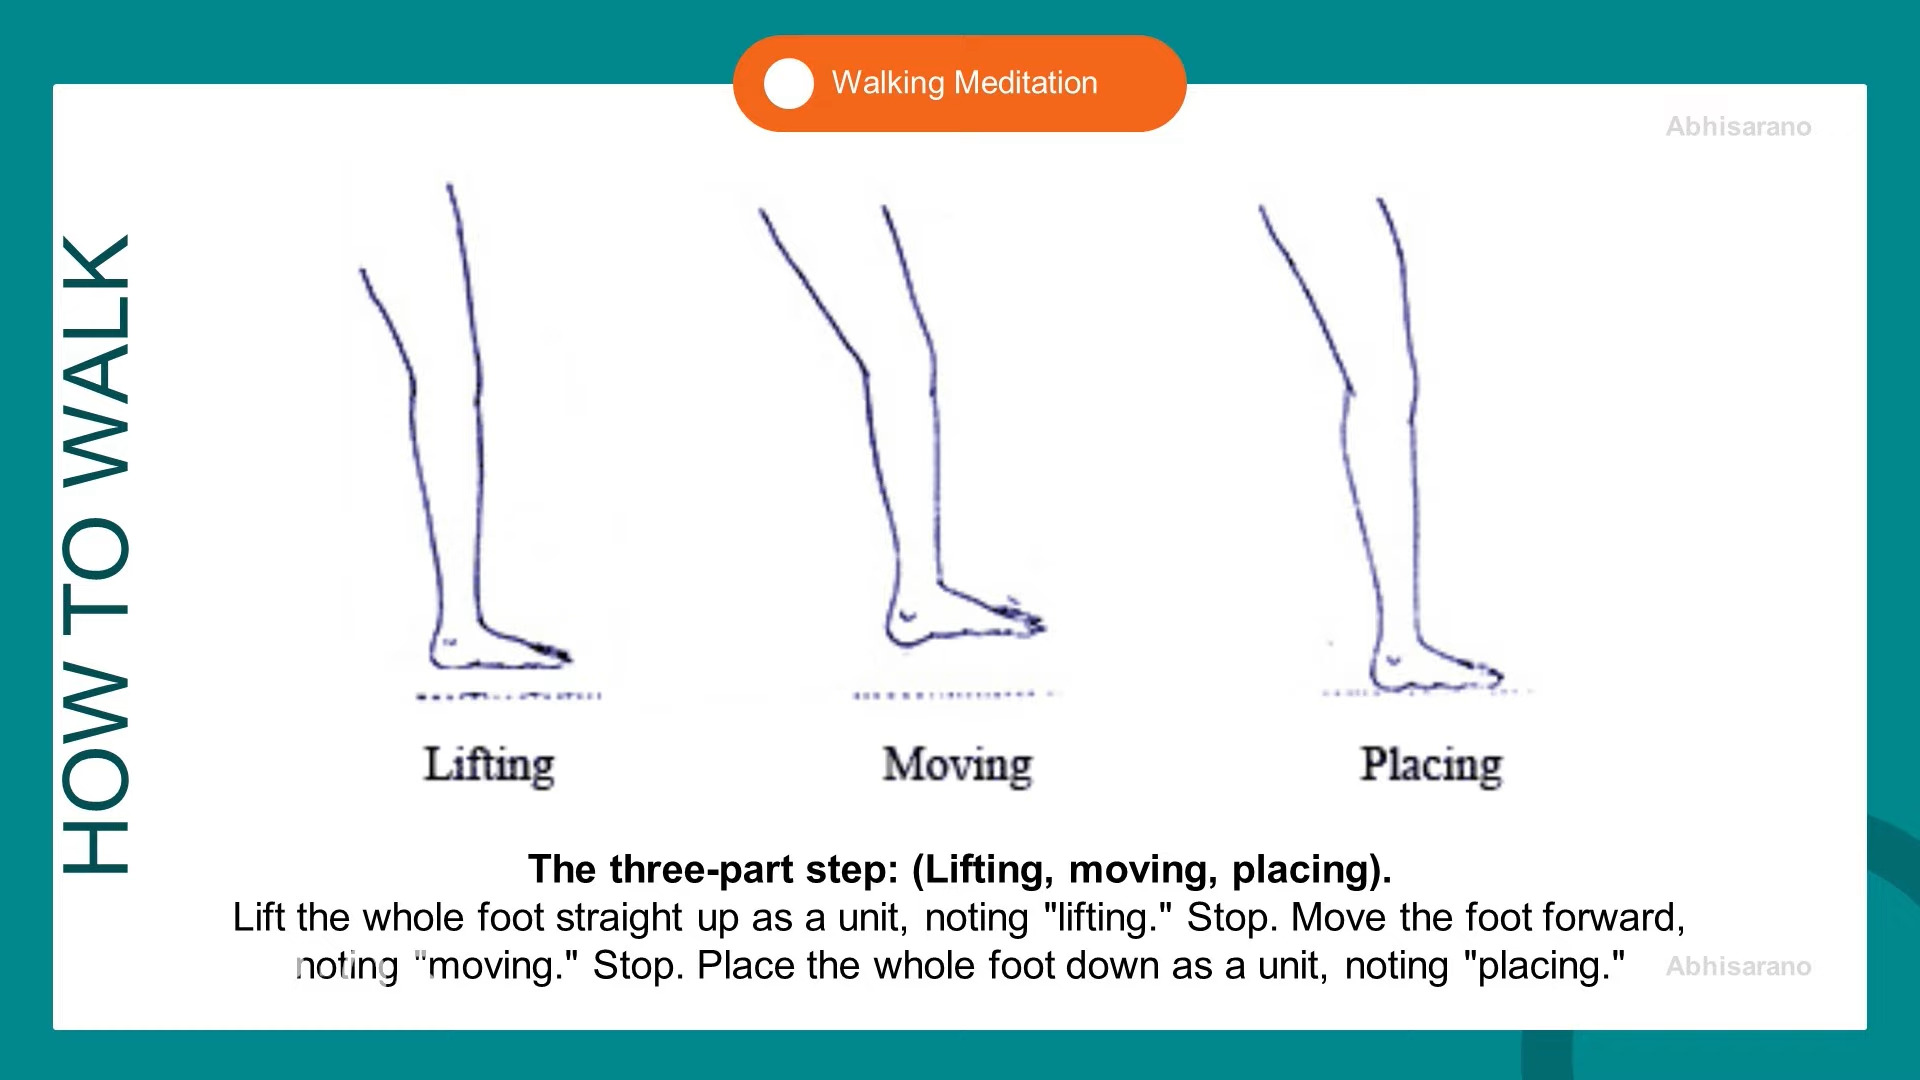 Walking Meditation
Abhisarano
HOW TO WALK
Lifting
Moving
Placing
The three-part step: (Lifting, moving, placing).
Lift the whole foot straight up as a unit, noting "lifting." Stop. Move the foot forward,
noting "moving." Stop. Place the whole foot down as a unit, noting "placing."
Abhisarano